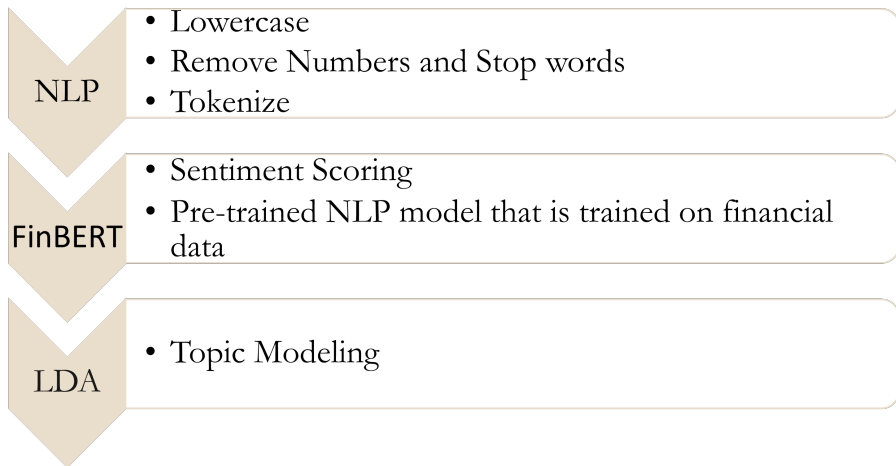 NLP
• Lowercase
• Remove Numbers and Stop words
• Tokenize
FinBERT
• Sentiment Scoring
• Pre-trained NLP model that is trained on financial
data
LDA
• Topic Modeling